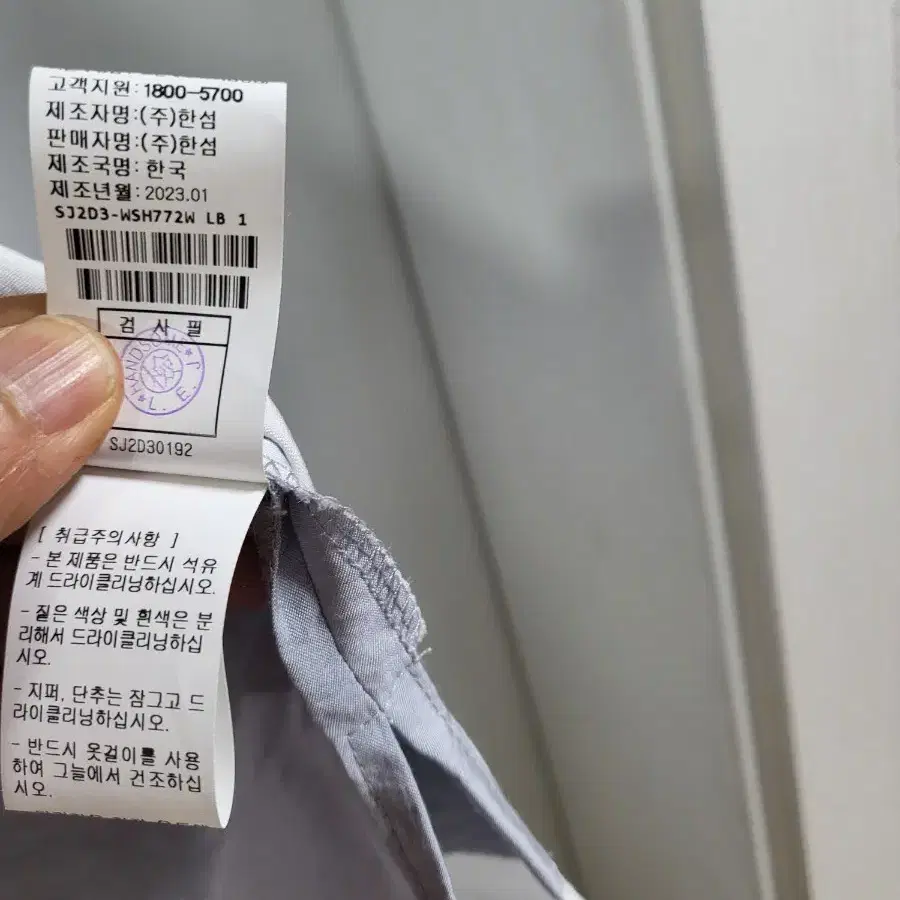 고객지원:1800-5700
제조자명:(주)한섬
판매자명:(주)한섬
제조국명: 한국
제조년월: 2023.01
SJ2D3-WSH772W LB 1
검 사 필
HANDSOME
L. E. J
SJ2D30192
[ 취급주의사항 ]
- 본 제품은 반드시 석유
계 드라이클리닝하십시오.
- 짙은 색상 및 흰색은 분
리해서 드라이클리닝하십
시오.
- 지퍼, 단추는 잠그고 드
라이클리닝하십시오.
- 반드시 옷걸이를 사용
하여 그늘에서 건조하십
시오.